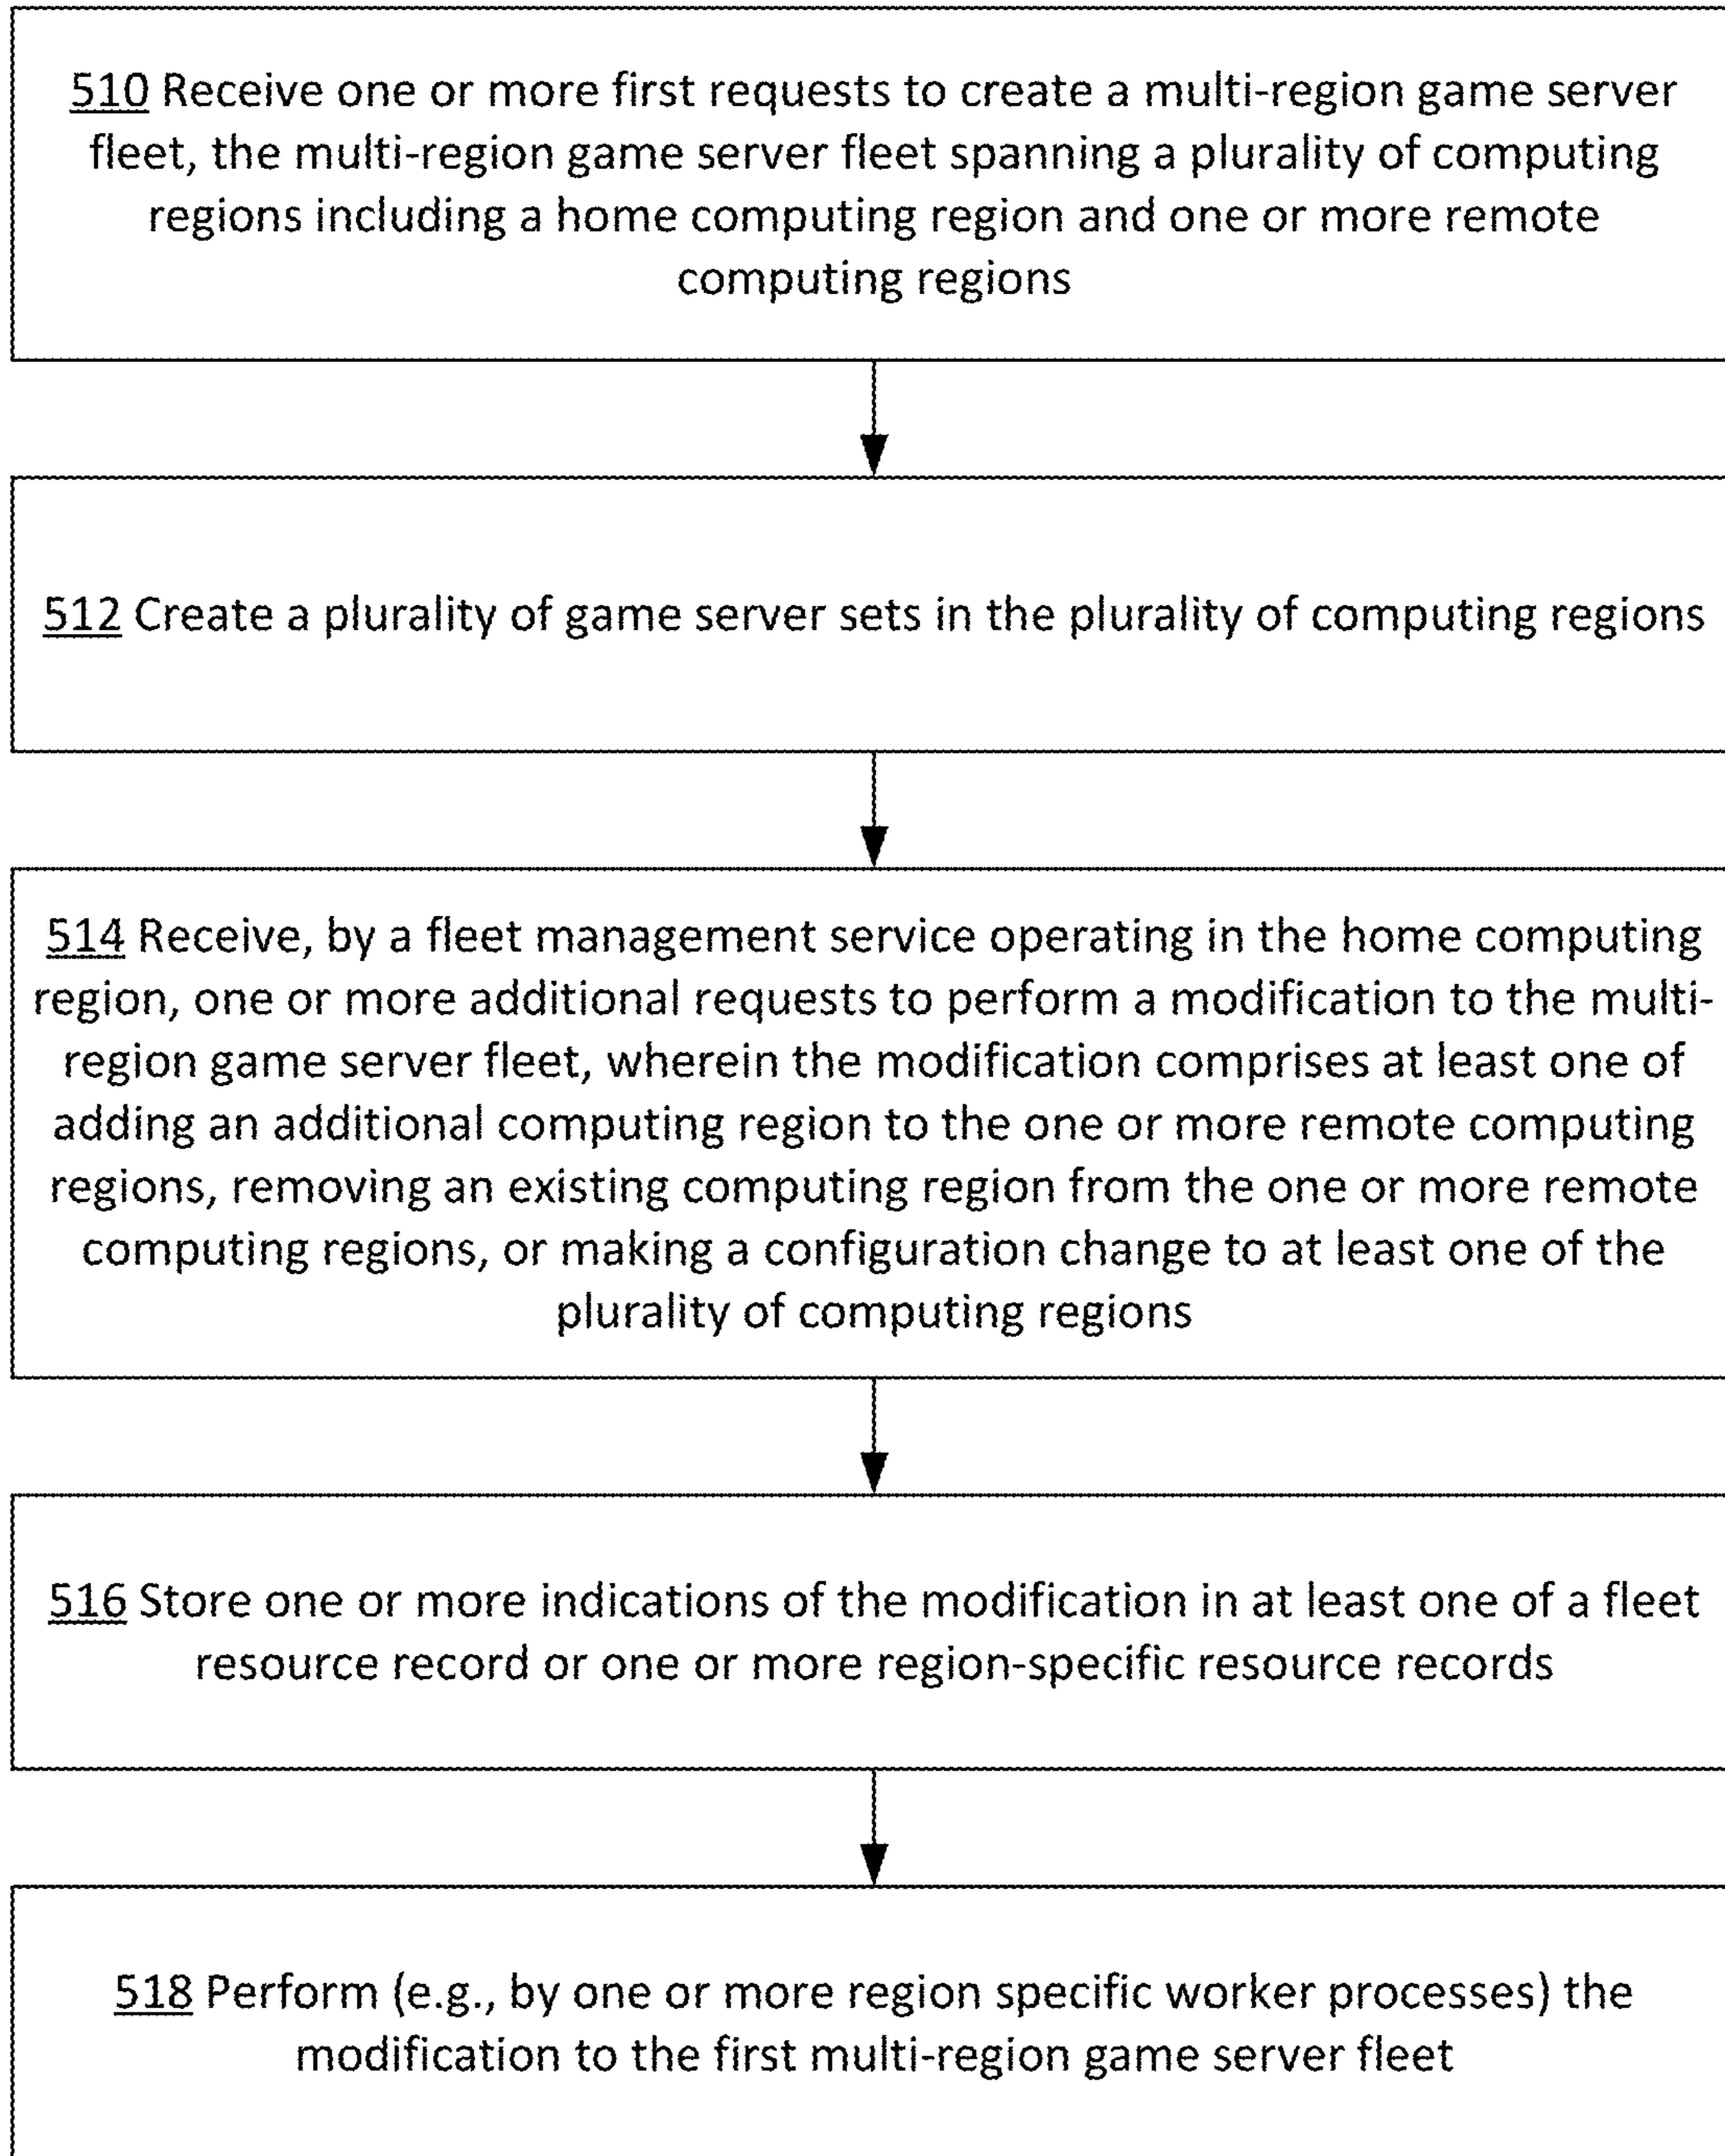 510 Receive one or more first requests to create a multi-region game server
fleet, the multi-region game server fleet spanning a plurality of computing
regions including a home computing region and one or more remote
computing regions
512 Create a plurality of game server sets in the plurality of computing regions
514 Receive, by a fleet management service operating in the home computing
region, one or more additional requests to perform a modification to the multi-
region game server fleet, wherein the modification comprises at least one of
adding an additional computing region to the one or more remote computing
regions, removing an existing computing region from the one or more remote
computing regions, or making a configuration change to at least one of the
plurality of computing regions
516 Store one or more indications of the modification in at least one of a fleet
resource record or one or more region-specific resource records
518 Perform (e.g., by one or more region specific worker processes) the
modification to the first multi-region game server fleet